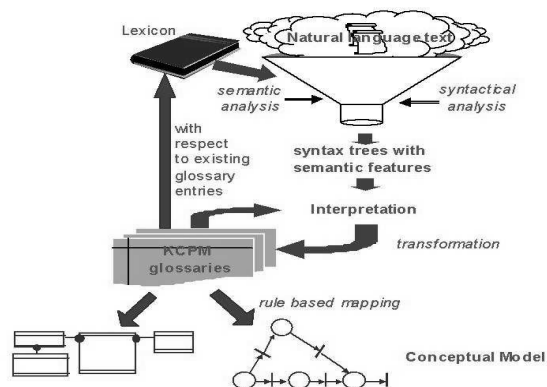 Lexicon
Natural language text
semantic
analysis
syntactical
analysis
with
respect
to existing
glossary
entries
syntax trees with
semantic features
Interpretation
KCPM
glossaries
transformation
rule based mapping
Conceptual Model